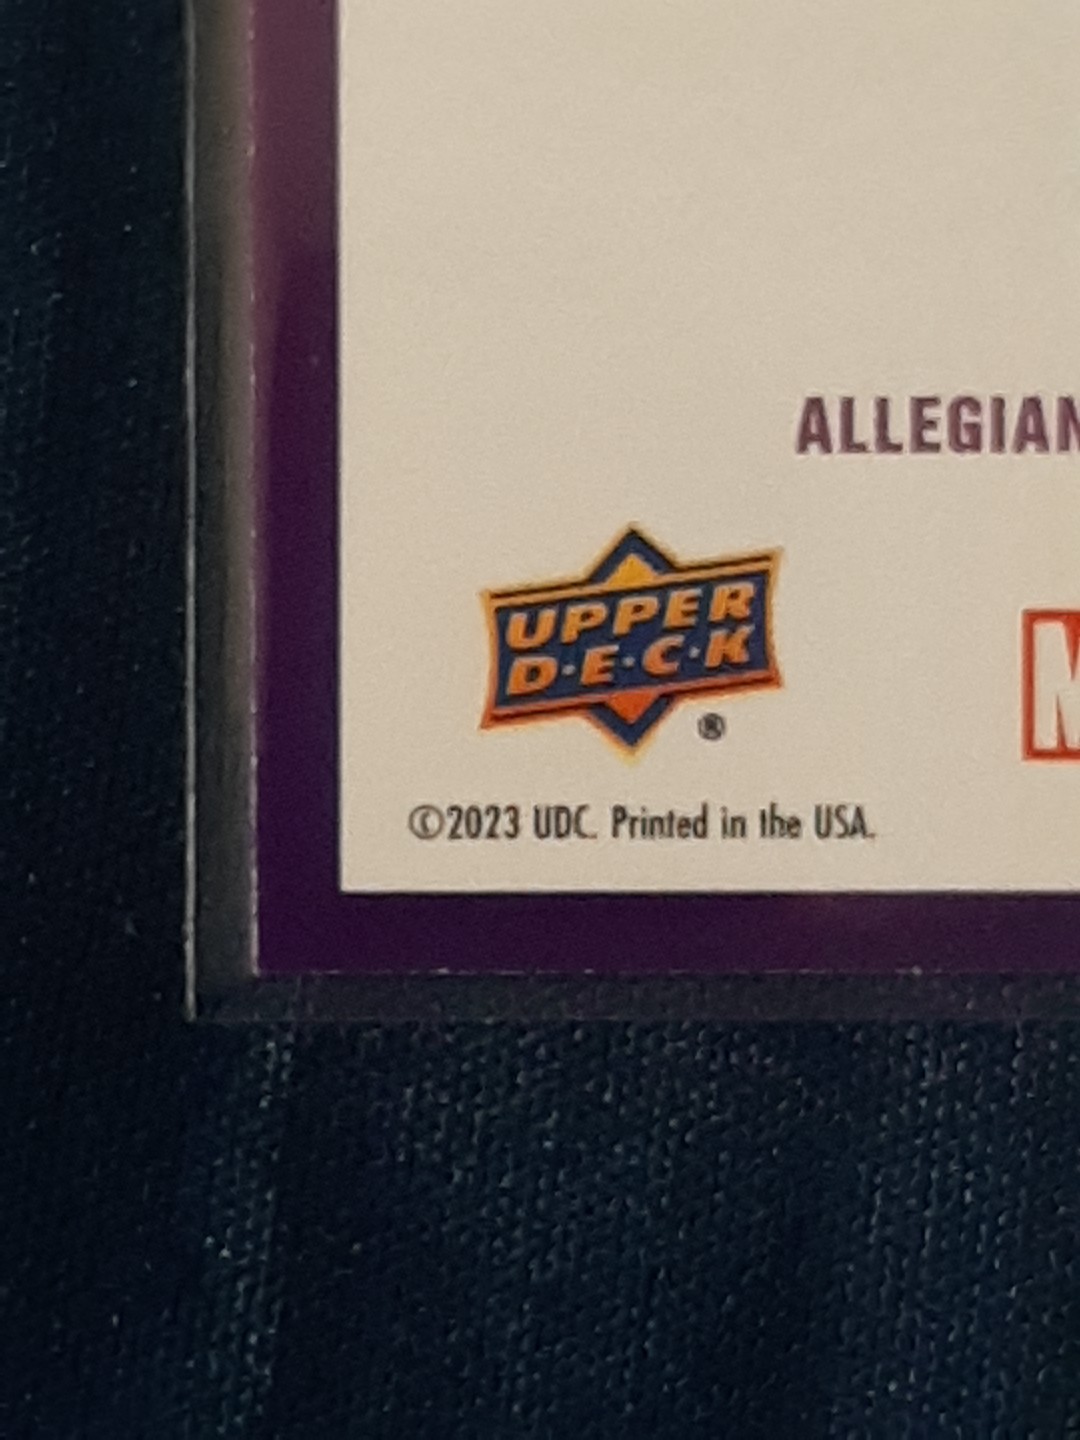 ALLEGIAN
UPPER
D·E·C·K
®
M
©2023 UDC. Printed in the USA.